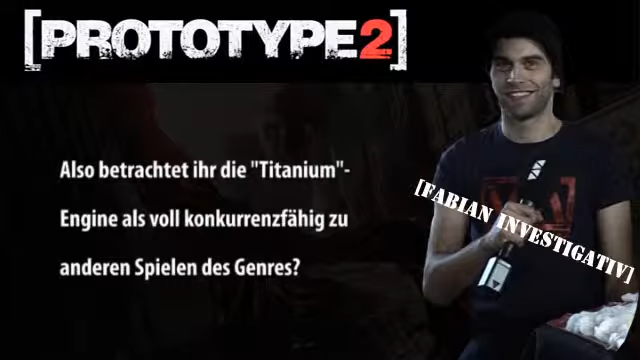 [PROTOTYPE2]
Also betrachtet ihr die "Titanium"-
Engine als voll konkurrenzfähig zu
anderen Spielen des Genres?
[FABIAN INVESTIGATIV]